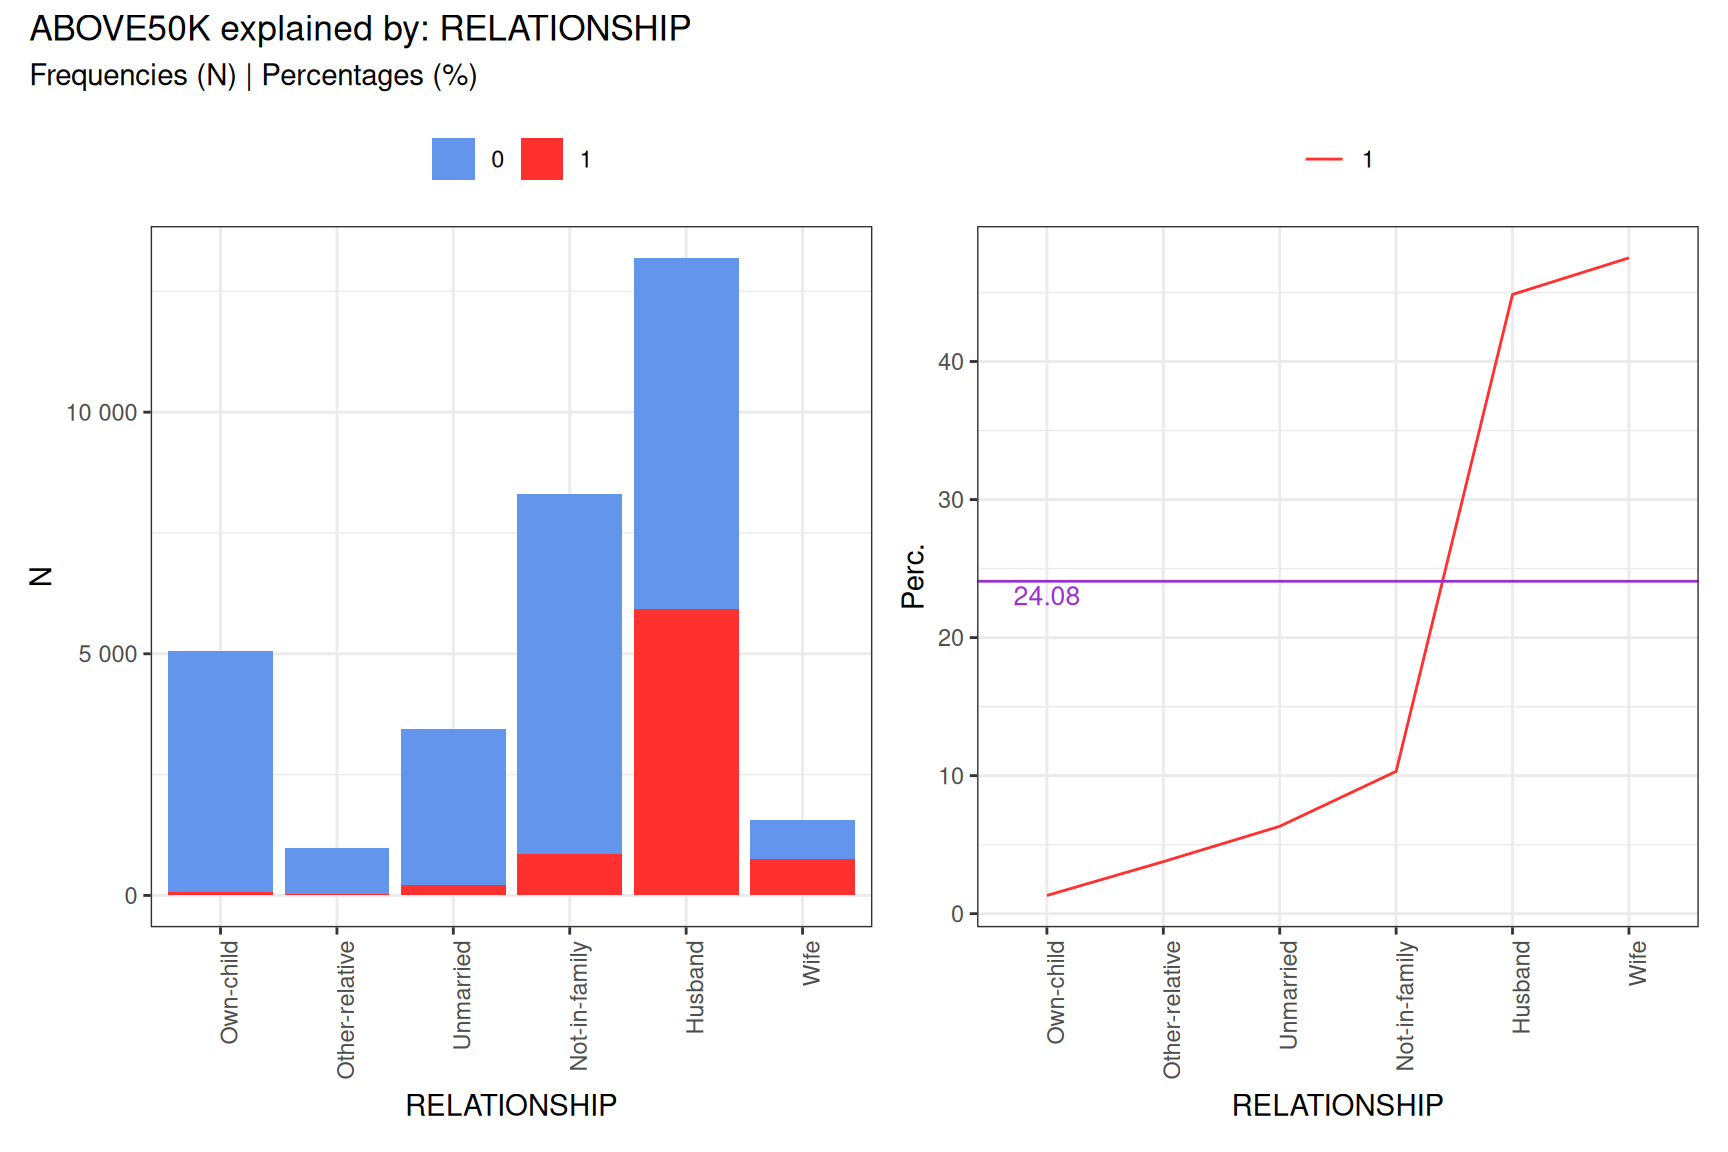 ABOVE50K explained by: RELATIONSHIP
Frequencies (N) | Percentages (%)
0 1
1
N
10 000
5 000
0
Own-child
Other-relative
Unmarried
Not-in-family
Husband
Wife
RELATIONSHIP
Perc.
40
30
20
10
0
24.08
Own-child
Other-relative
Unmarried
Not-in-family
Husband
Wife
RELATIONSHIP